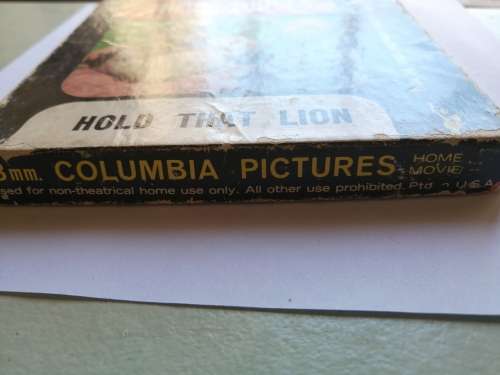 HOLD THAT LION
8mm. COLUMBIA PICTURES HOME MOVIE
sed for non-theatrical home use only. All other use prohibited. Ptd. U.S.A.